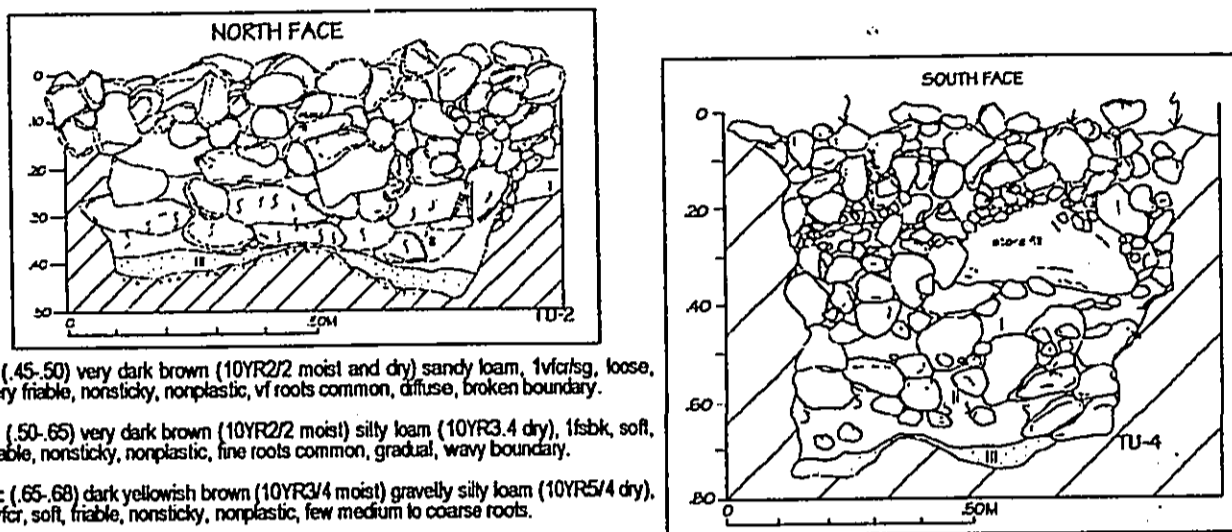 NORTH FACE
0
.10
.20
.30
.40
.50
I
II
III
0
.50M
TU-2
(.45-.50) very dark brown (10YR2/2 moist and dry) sandy loam, 1vfcr/sg, loose,
friable, nonsticky, nonplastic, vf roots common, diffuse, broken boundary.
(.50-.65) very dark brown (10YR2/2 moist) silty loam (10YR3.4 dry), 1fsbk, soft,
nonsticky, nonplastic, fine roots common, gradual, wavy boundary.
(.65-.68) dark yellowish brown (10YR3/4 moist) gravelly silty loam (10YR5/4 dry),
soft, friable, nonsticky, nonplastic, few medium to coarse roots.
SOUTH FACE
0
.20
.40
.60
.80
I
II
III
TU-4
.50M